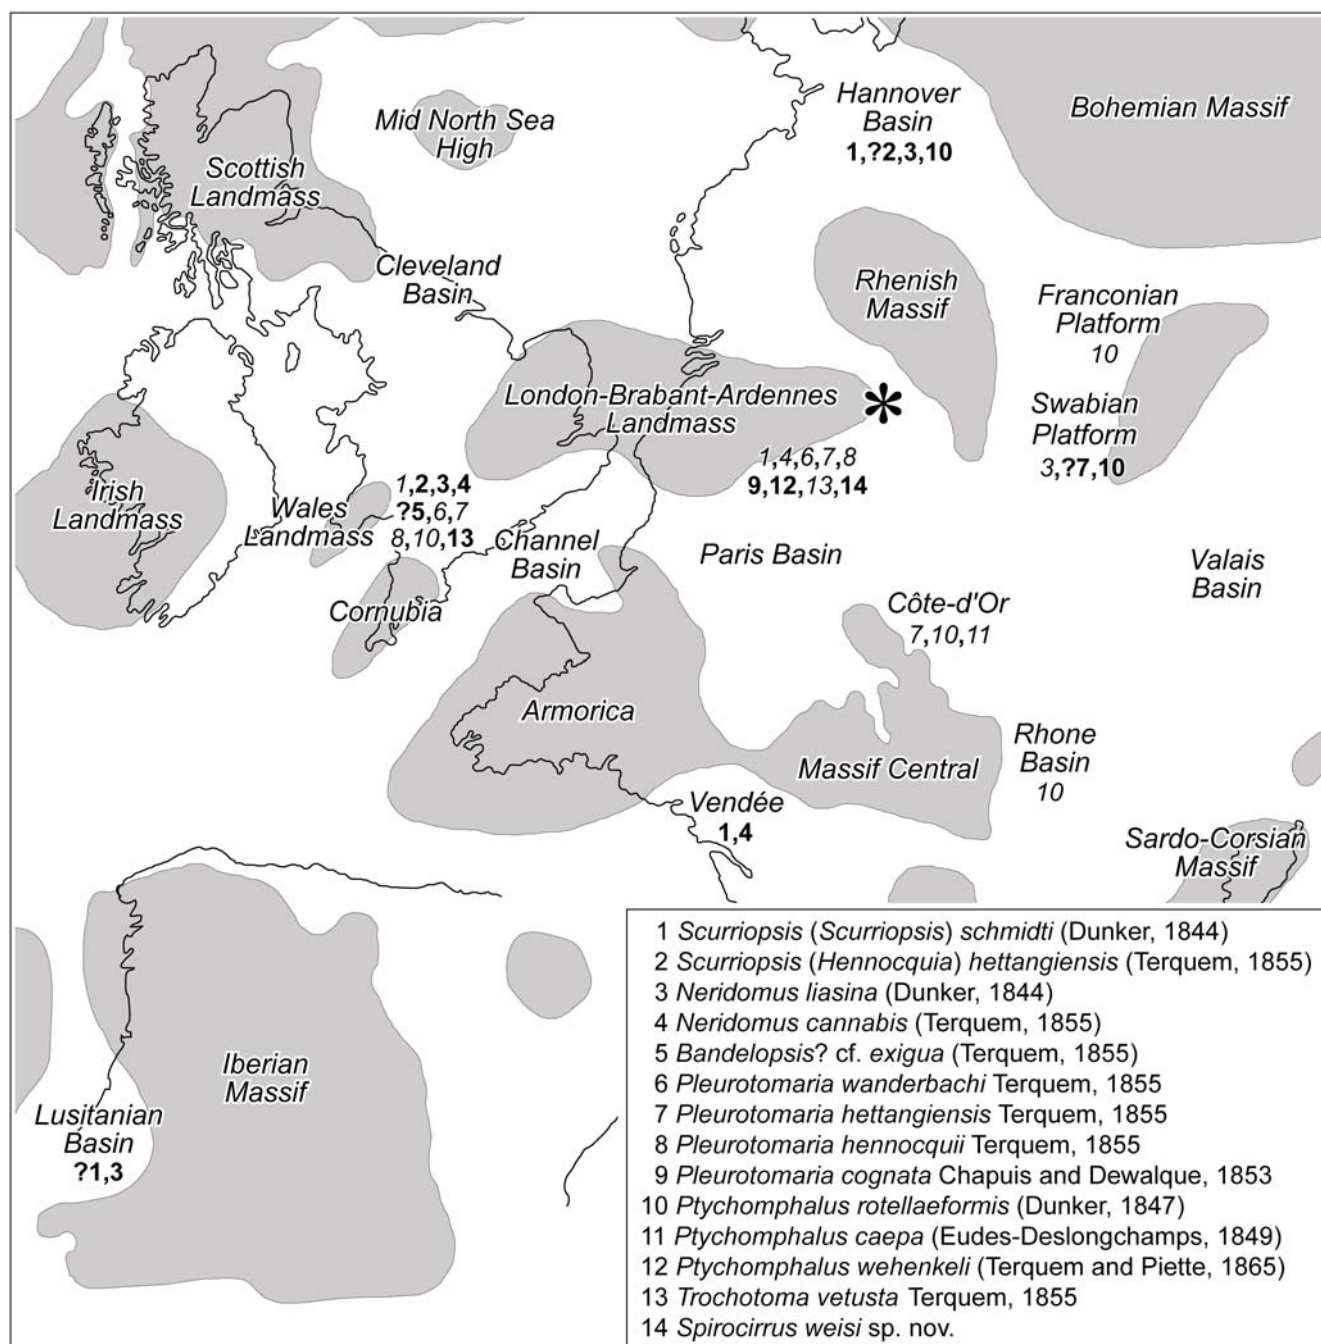 Hannover
Basin
1,?2,3,10
Bohemian Massif
Mid North Sea
High
Scottish
Landmass
Cleveland
Basin
Rhenish
Massif
Franconian
Platform
10
London-Brabant-Ardennes
Landmass
*
Swabian
Platform
3,?7,10
1,4,6,7,8
9,12,13,14
Irish
Landmass
Wales
Landmass
1,2,3,4
?5,6,7
8,10,13
Channel
Basin
Paris Basin
Valais
Basin
Cornubia
Côte-d'Or
7,10,11
Armorica
Massif Central
Rhone
Basin
10
Vendée
1,4
Sardo-Corsian
Massif
Iberian
Massif
Lusitanian
Basin
?1,3
1 Scurriopsis (Scurriopsis) schmidti (Dunker, 1844)
2 Scurriopsis (Hennocquia) hettangiensis (Terquem, 1855)
3 Neridomus liasina (Dunker, 1844)
4 Neridomus cannabis (Terquem, 1855)
5 Bandelopsis? cf. exigua (Terquem, 1855)
6 Pleurotomaria wanderbachi Terquem, 1855
7 Pleurotomaria hettangiensis Terquem, 1855
8 Pleurotomaria hennocquii Terquem, 1855
9 Pleurotomaria cognata Chapuis and Dewalque, 1853
10 Ptychomphalus rotellaeformis (Dunker, 1847)
11 Ptychomphalus caepa (Eudes-Deslongchamps, 1849)
12 Ptychomphalus wehenkeli (Terquem and Piette, 1865)
13 Trochotoma vetusta Terquem, 1855
14 Spirocirrus weisi sp. nov.